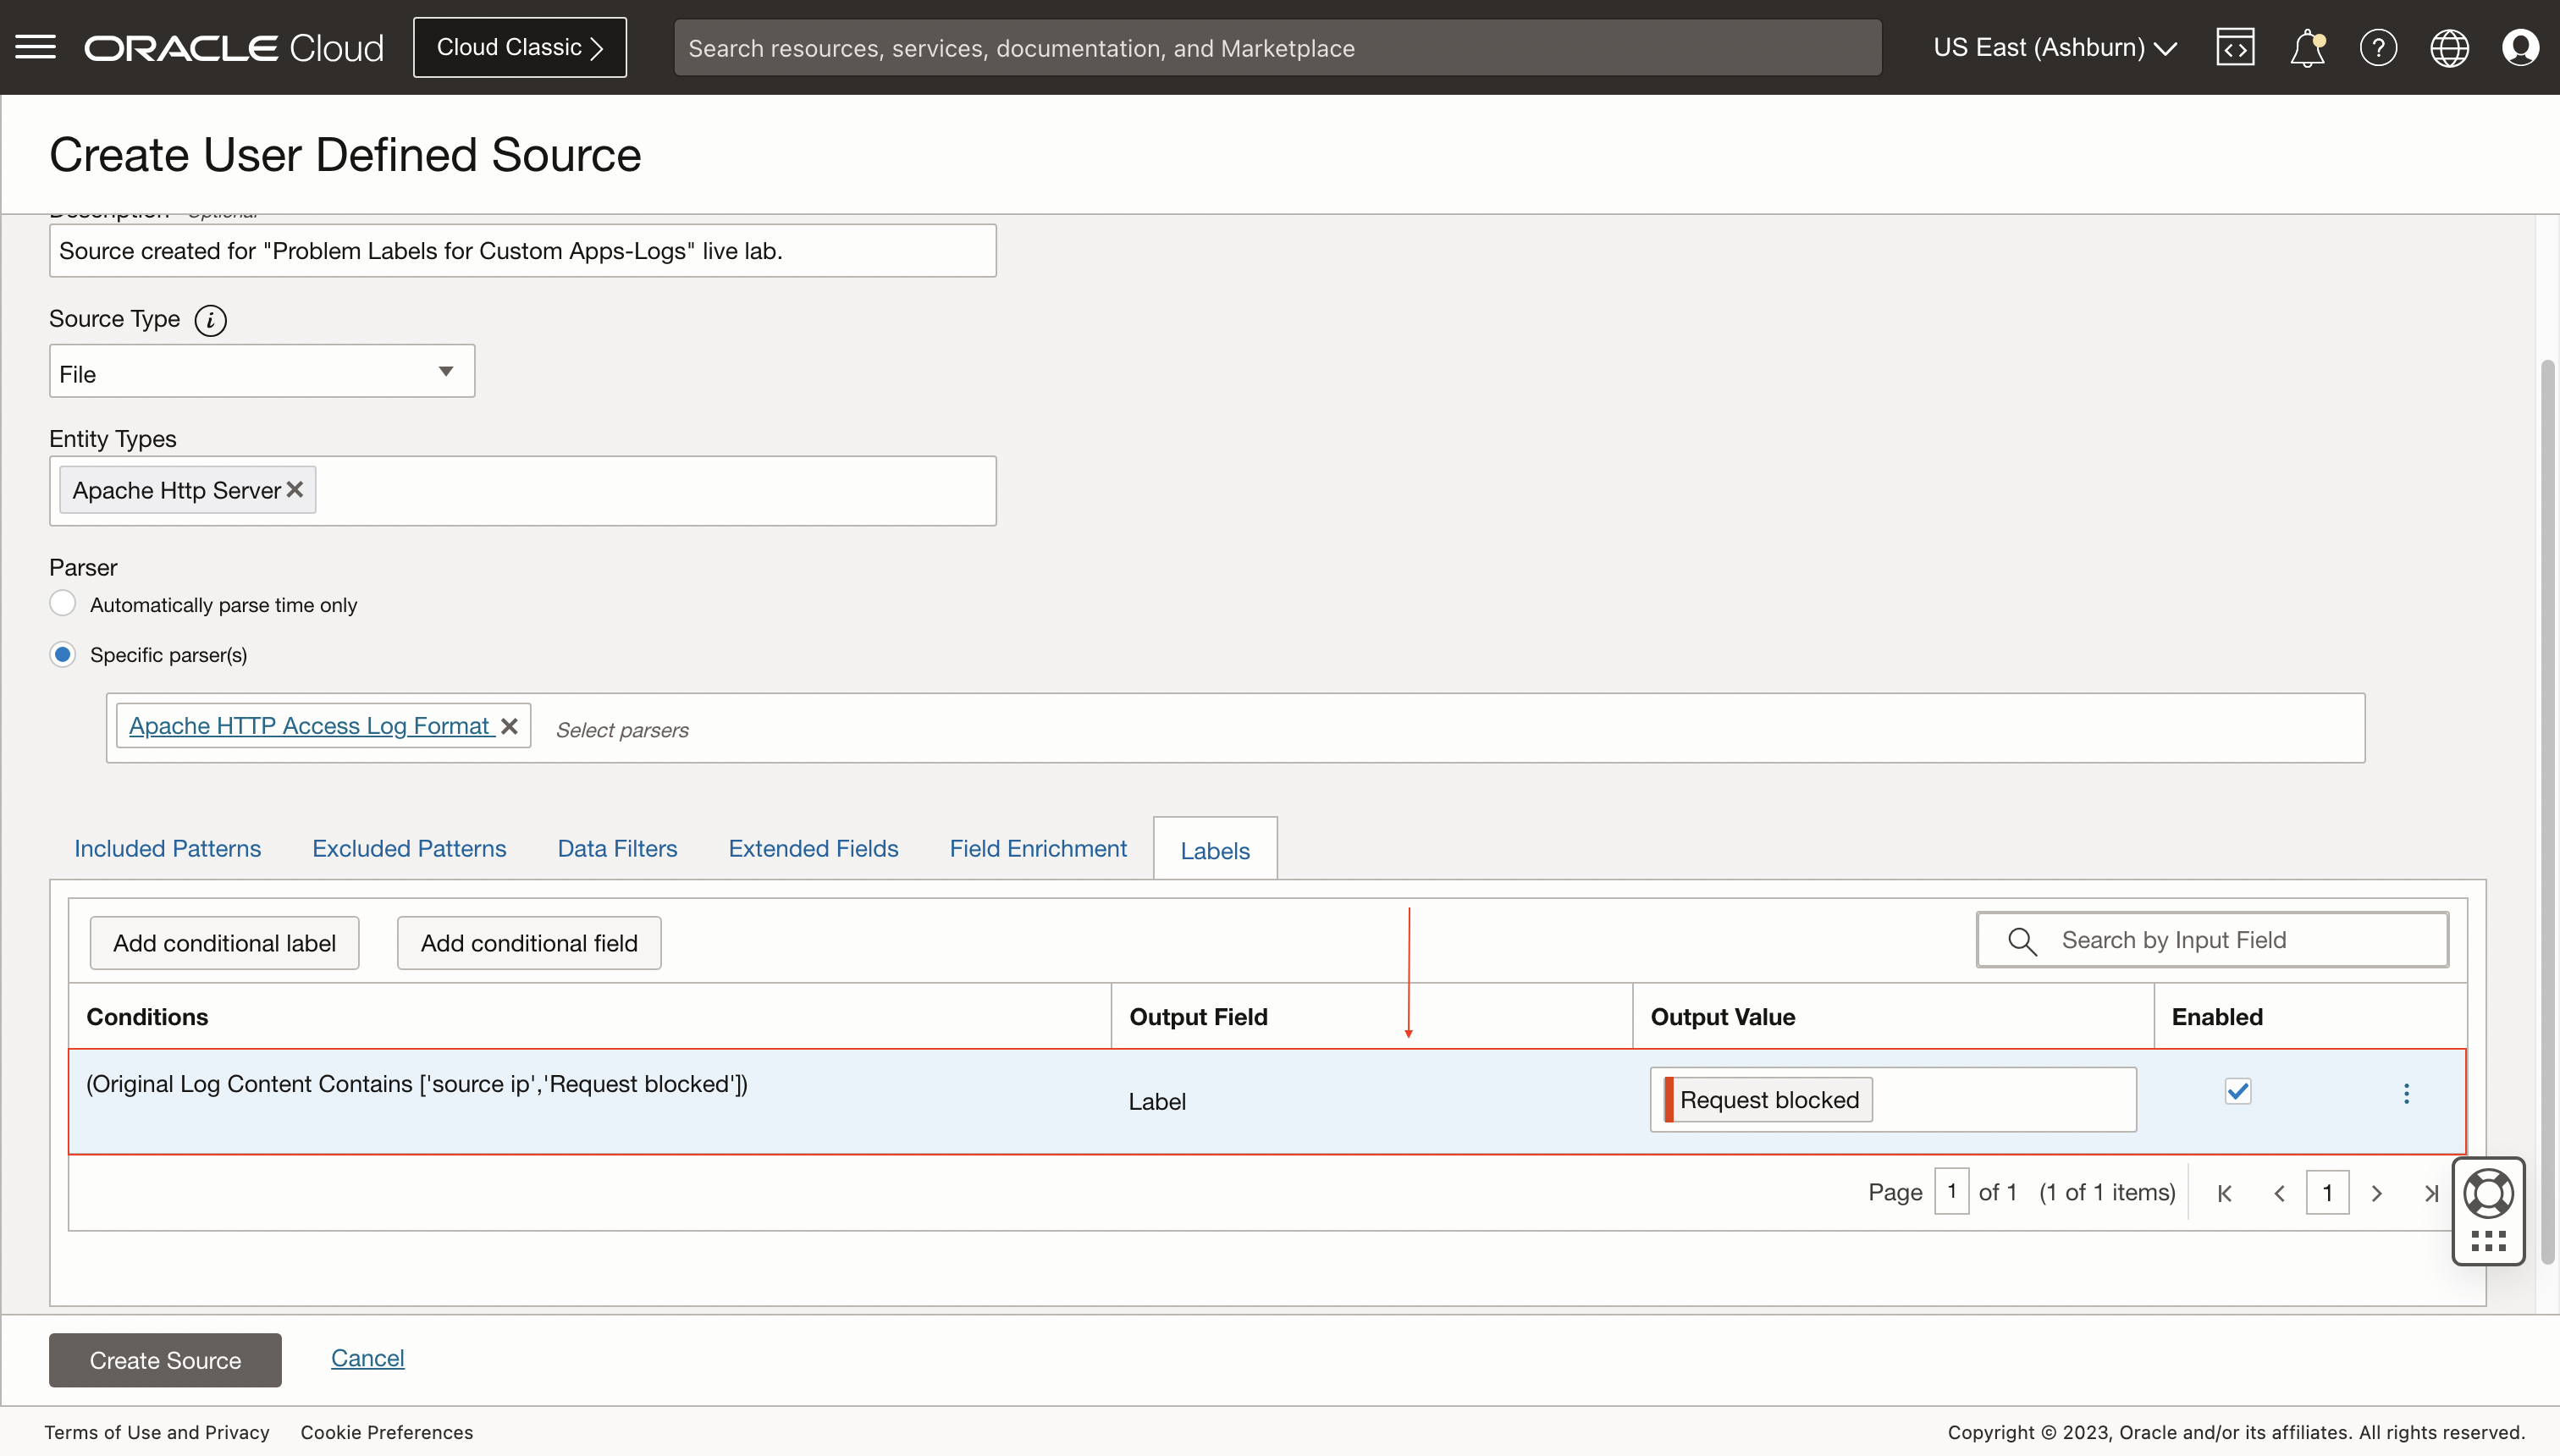 ORACLE Cloud
Cloud Classic
Search resources, services, documentation, and Marketplace
US East (Ashburn)
Create User Defined Source
Description Optional
Source created for "Problem Labels for Custom Apps-Logs" live lab.
Source Type
File
Entity Types
Apache Http Server
Parser
Automatically parse time only
Specific parser(s)
Apache HTTP Access Log Format Select parsers
Included Patterns Excluded Patterns Data Filters Extended Fields Field Enrichment Labels
Add conditional label Add conditional field Search by Input Field
Conditions Output Field Output Value Enabled
(Original Log Content Contains ['source ip','Request blocked']) Label Request blocked
Page 1 of 1 (1 of 1 items) 1
Create Source Cancel
Terms of Use and Privacy Cookie Preferences Copyright © 2023, Oracle and/or its affiliates. All rights reserved.